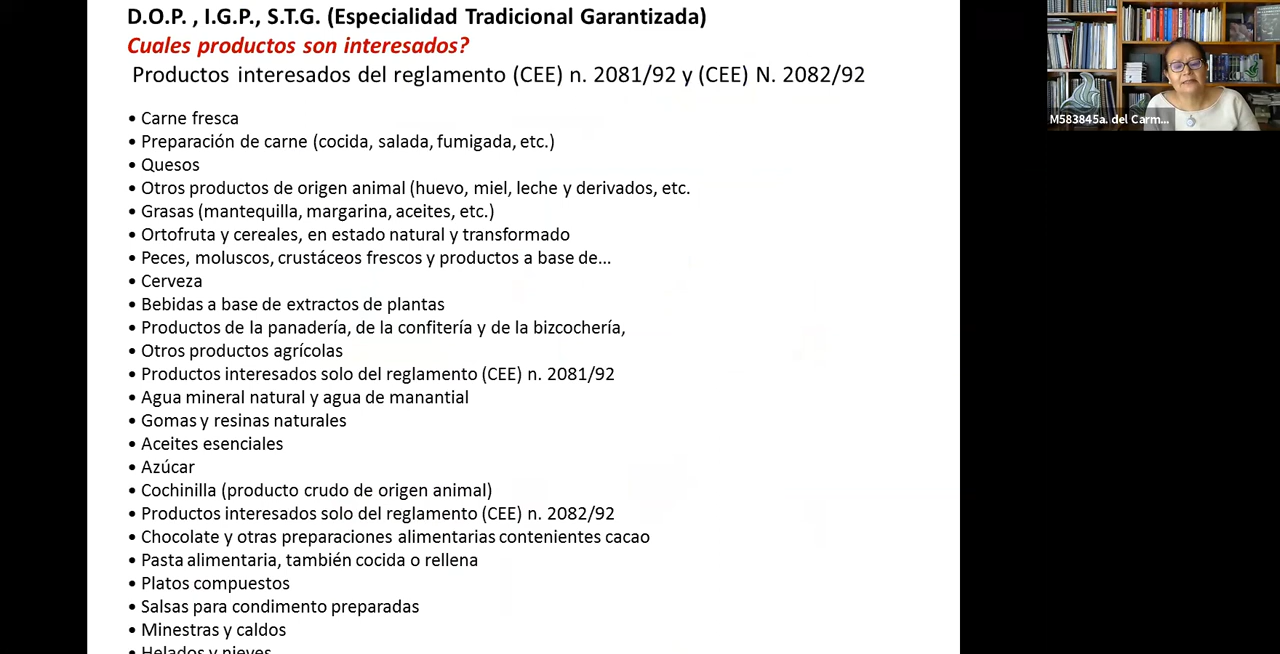 D.O.P. , I.G.P., S.T.G. (Especialidad Tradicional Garantizada)
Cuales productos son interesados?
Productos interesados del reglamento (CEE) n. 2081/92 y (CEE) N. 2082/92
• Carne fresca
• Preparación de carne (cocida, salada, fumigada, etc.)
• Quesos
• Otros productos de origen animal (huevo, miel, leche y derivados, etc.
• Grasas (mantequilla, margarina, aceites, etc.)
• Ortofruta y cereales, en estado natural y transformado
• Peces, moluscos, crustáceos frescos y productos a base de...
• Cerveza
• Bebidas a base de extractos de plantas
• Productos de la panadería, de la confitería y de la bizcochería,
• Otros productos agrícolas
• Productos interesados solo del reglamento (CEE) n. 2081/92
• Agua mineral natural y agua de manantial
• Gomas y resinas naturales
• Aceites esenciales
• Azúcar
• Cochinilla (producto crudo de origen animal)
• Productos interesados solo del reglamento (CEE) n. 2082/92
• Chocolate y otras preparaciones alimentarias contenientes cacao
• Pasta alimentaria, también cocida o rellena
• Platos compuestos
• Salsas para condimento preparadas
• Minestras y caldos
• Helados y nieves
M583845a. del Carm...